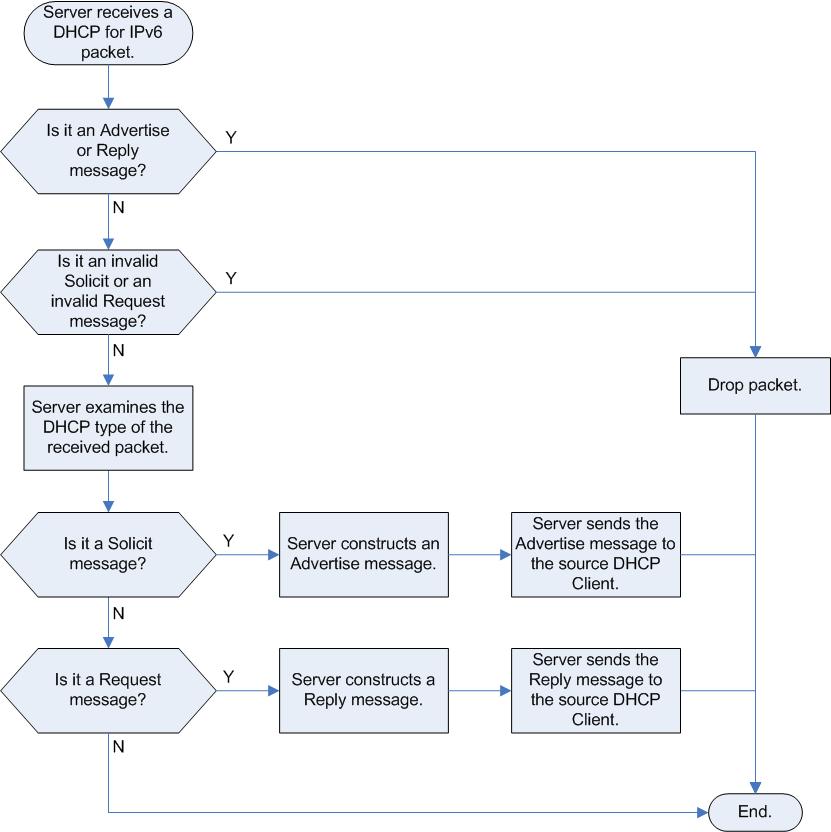 Server receives a
DHCP for IPv6
packet.
Is it an Advertise
or Reply
message?
Y
N
Is it an invalid
Solicit or an
invalid Request
message?
Y
N
Drop packet.
Server examines the
DHCP type of the
received packet.
Is it a Solicit
message?
Y
Server constructs an
Advertise message.
Server sends the
Advertise message to
the source DHCP
Client.
N
Is it a Request
message?
Y
Server constructs a
Reply message.
Server sends the
Reply message to
the source DHCP
Client.
N
End.